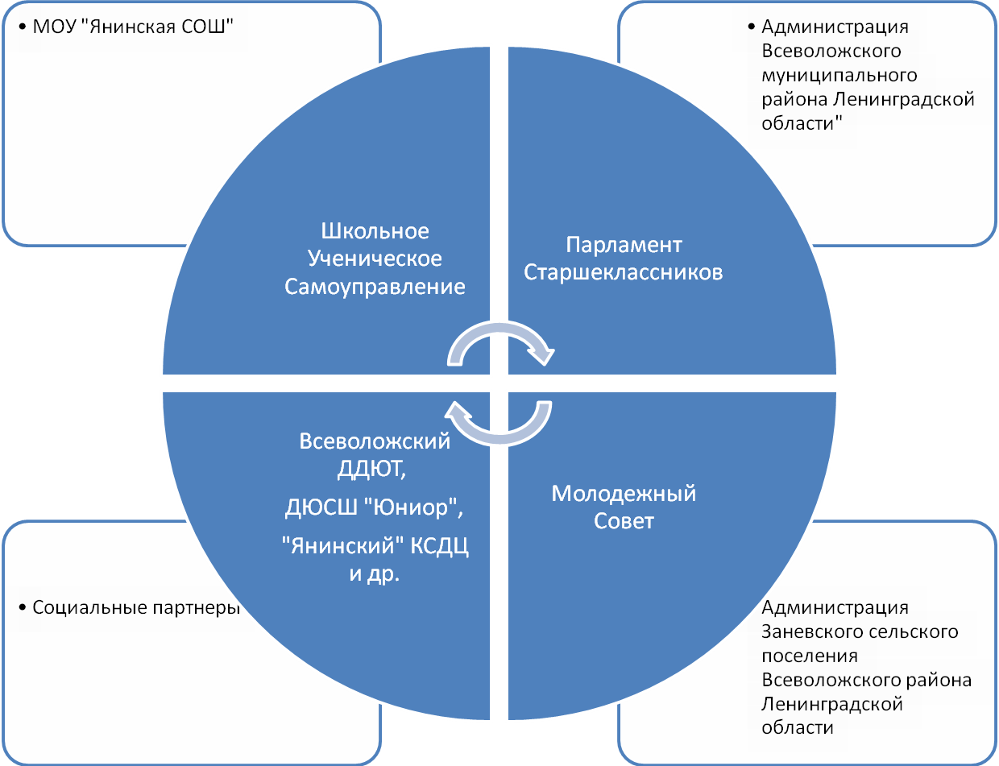 • МОУ "Янинская СОШ"
• Администрация
Всеволожского
муниципального
района Ленинградской
области"
Школьное
Ученическое
Самоуправление
Парламент
Старшеклассников
Всеволожский
ДДЮТ,
ДЮСШ "Юниор",
"Янинский" КСДЦ
и др.
Молодежный
Совет
• Социальные партнеры
Администрация
Заневского сельского
поселения
Всеволожского района
Ленинградской
области